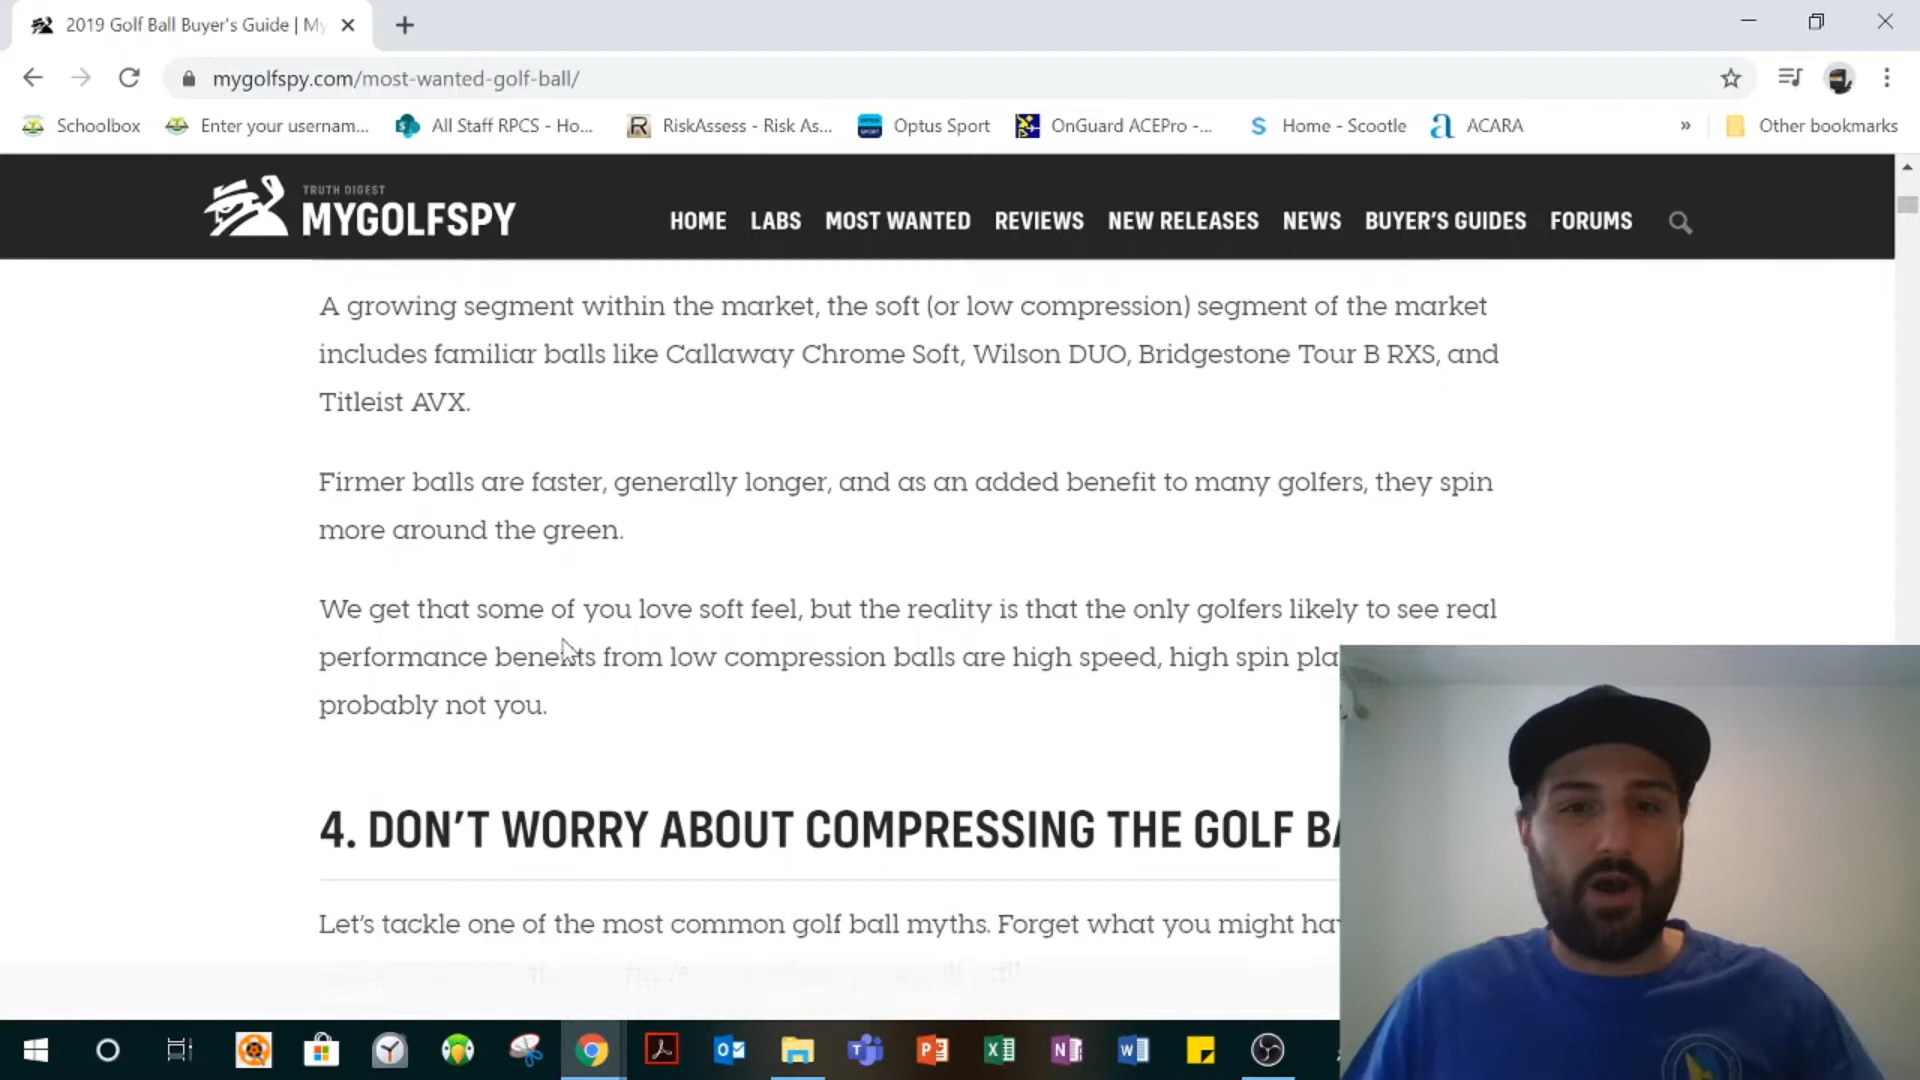 2019 Golf Ball Buyer's Guide | My
mygolfspy.com/most-wanted-golf-ball/
Schoolbox Enter your usernam... All Staff RPCS - Ho... RiskAssess - Risk As... Optus Sport OnGuard ACEPro -... Home - Scootle ACARA » Other bookmarks
TRUTH DIGEST
MYGOLFSPY
HOME LABS MOST WANTED REVIEWS NEW RELEASES NEWS BUYER'S GUIDES FORUMS
A growing segment within the market, the soft (or low compression) segment of the market
includes familiar balls like Callaway Chrome Soft, Wilson DUO, Bridgestone Tour B RXS, and
Titleist AVX.
Firmer balls are faster, generally longer, and as an added benefit to many golfers, they spin
more around the green.
We get that some of you love soft feel, but the reality is that the only golfers likely to see real
performance benefits from low compression balls are high speed, high spin pla
probably not you.
4. DON'T WORRY ABOUT COMPRESSING THE GOLF BA
Let's tackle one of the most common golf ball myths. Forget what you might hav